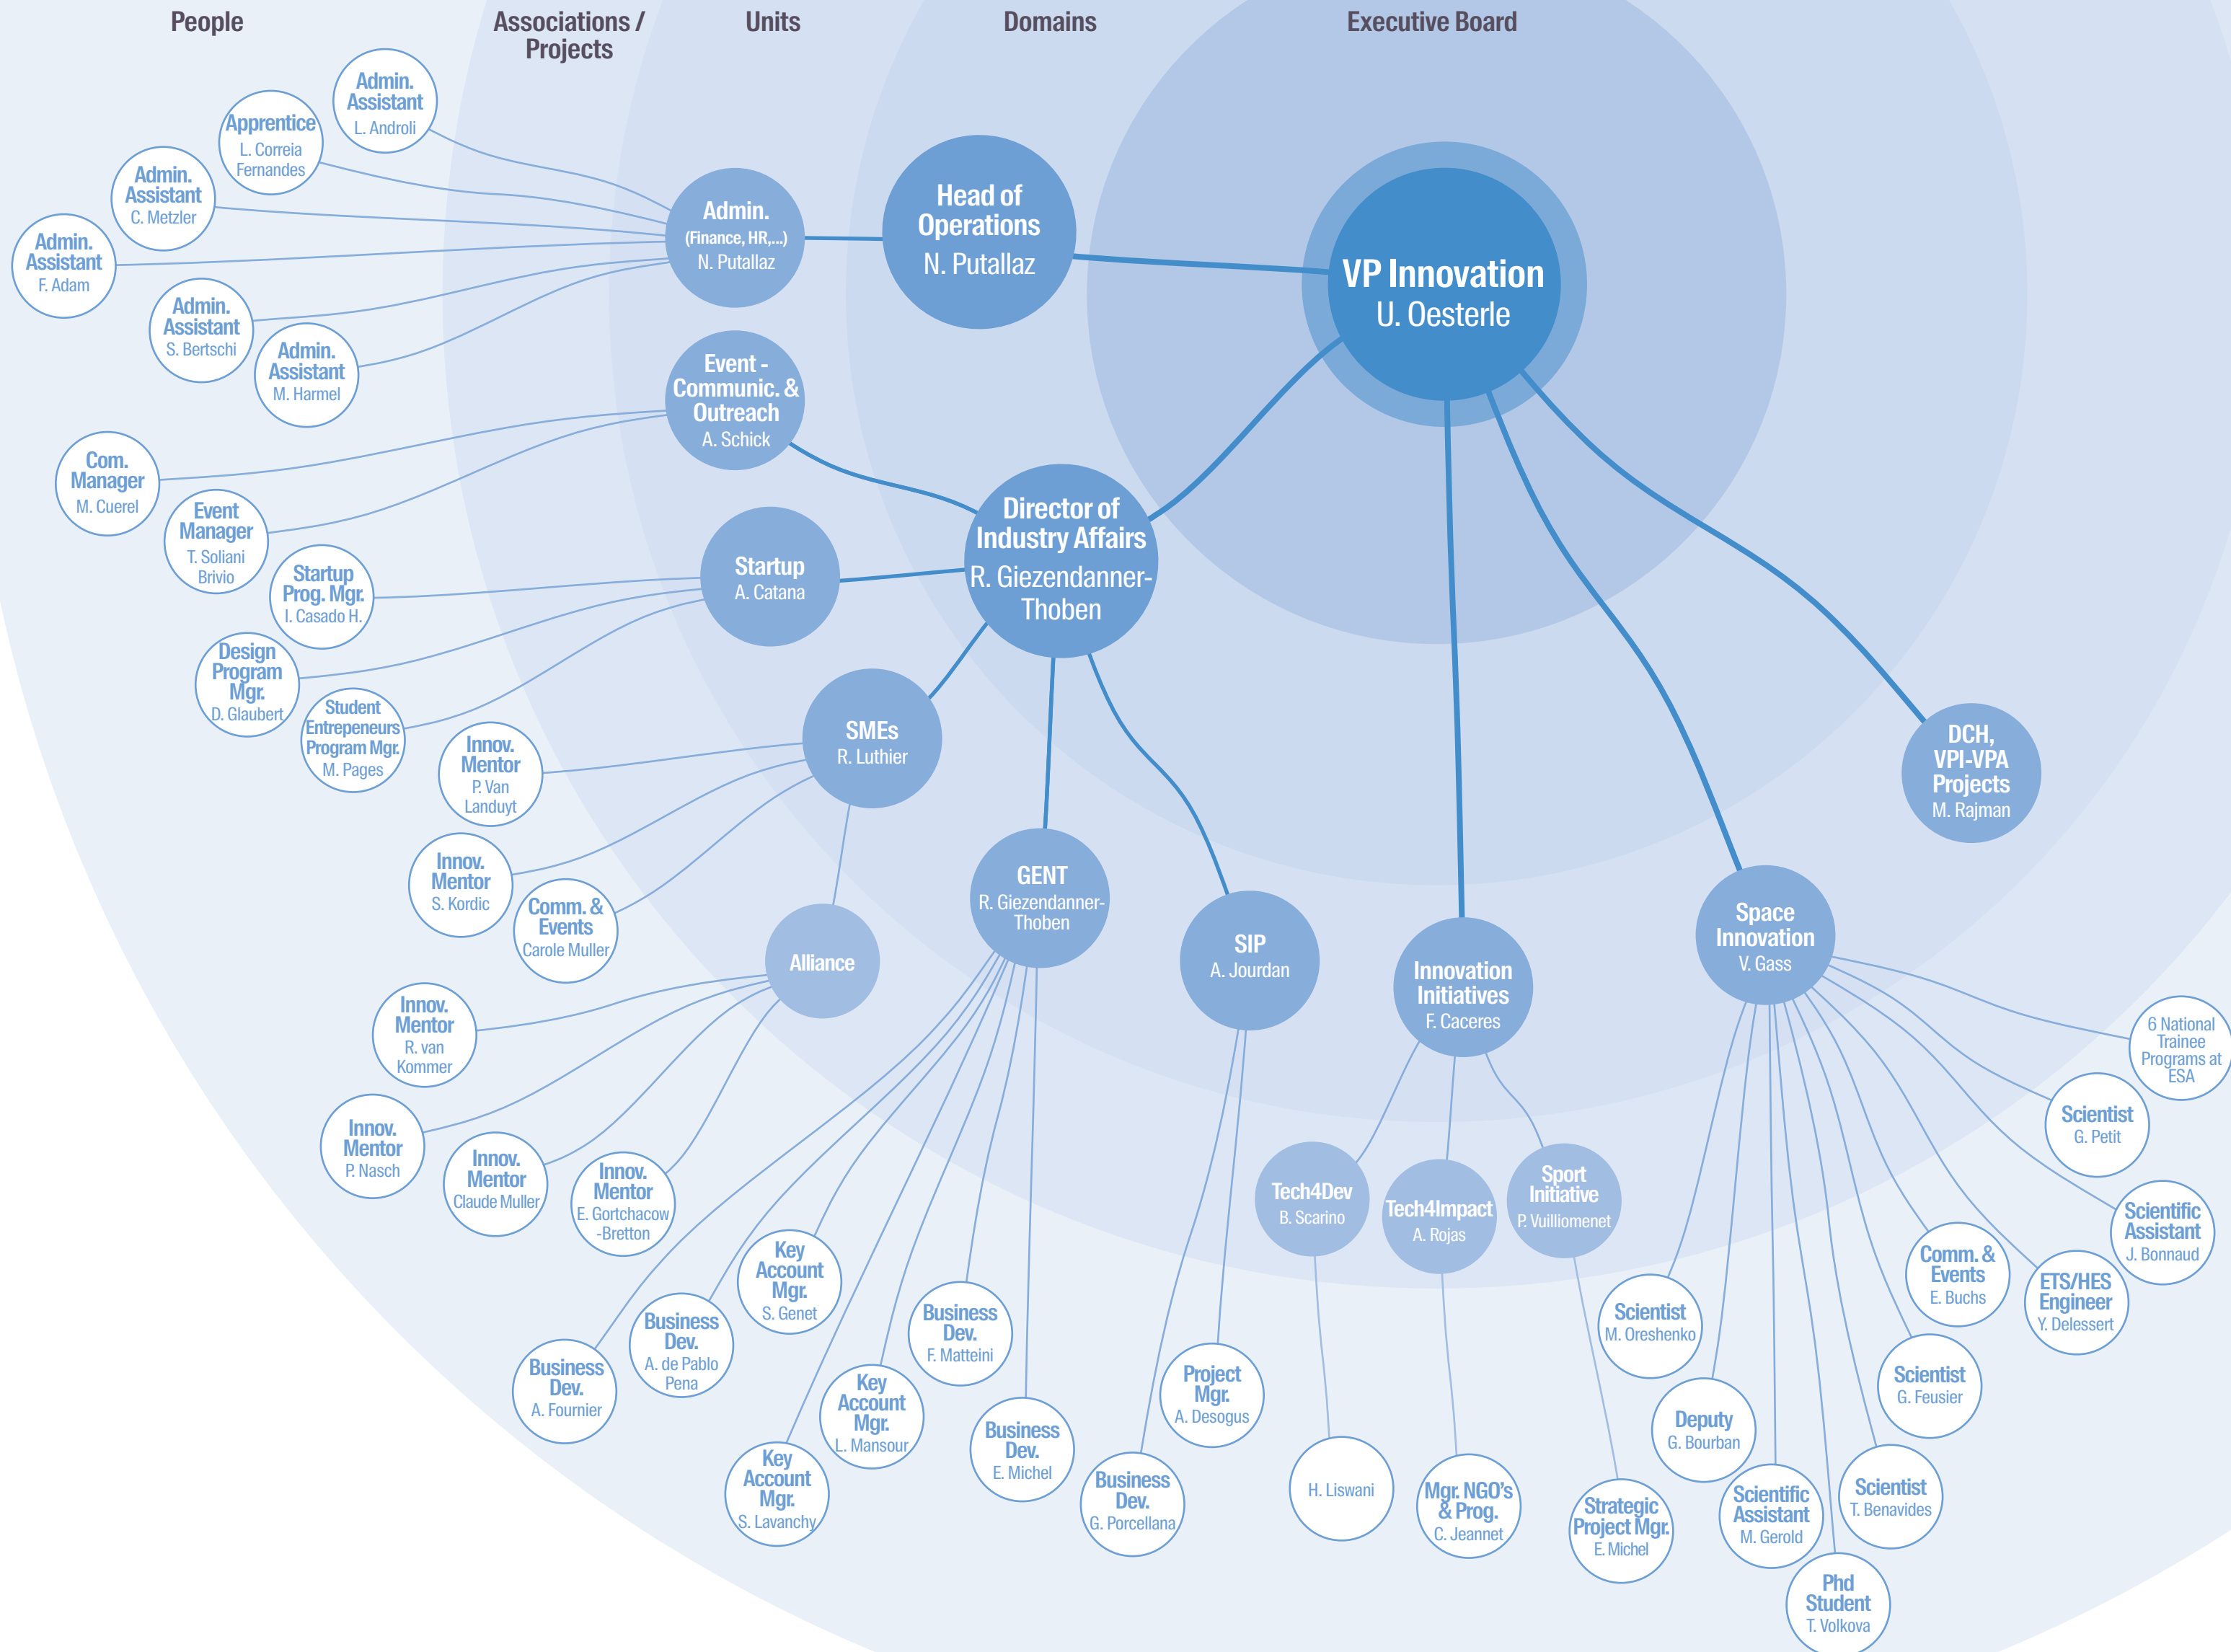 People
Associations /
Projects
Units
Domains
Executive Board
Admin.
Assistant
L. Androli
Apprentice
L. Correia
Fernandes
Admin.
Assistant
C. Metzler
Admin.
Assistant
F. Adam
Admin.
Assistant
S. Bertschi
Admin.
Assistant
M. Harmel
Admin.
(Finance, HR,...)
N. Putallaz
Head of
Operations
N. Putallaz
VP Innovation
U. Oesterle
Event -
Communic. &
Outreach
A. Schick
Com.
Manager
M. Cuerel
Event
Manager
T. Soliani
Brivio
Director of
Industry Affairs
R. Giezendanner-
Thoben
Startup
A. Catana
Startup
Prog. Mgr.
I. Casado H.
Design
Program
Mgr.
D. Glaubert
Student
Entrepeneurs
Program Mgr.
M. Pages
SMEs
R. Luthier
Innov.
Mentor
P. Van
Landuyt
Innov.
Mentor
S. Kordic
Comm. &
Events
Carole Muller
Alliance
Innov.
Mentor
R. van
Kommer
Innov.
Mentor
P. Nasch
Innov.
Mentor
Claude Muller
Innov.
Mentor
E. Gortchacow
-Bretton
GENT
R. Giezendanner-
Thoben
Business
Dev.
A. Fournier
Business
Dev.
A. de Pablo
Pena
Key
Account
Mgr.
S. Genet
Key
Account
Mgr.
S. Lavanchy
Key
Account
Mgr.
L. Mansour
Business
Dev.
F. Matteini
Business
Dev.
E. Michel
SIP
A. Jourdan
Business
Dev.
G. Porcellana
Project
Mgr.
A. Desogus
Innovation
Initiatives
F. Caceres
Tech4Dev
B. Scarino
Tech4Impact
A. Rojas
Sport
Initiative
P. Vuilliomenet
H. Liswani
Mgr. NGO's
& Prog.
C. Jeannet
Strategic
Project Mgr.
E. Michel
DCH,
VPI-VPA
Projects
M. Rajman
Space
Innovation
V. Gass
6 National
Trainee
Programs at
ESA
Scientist
G. Petit
Scientific
Assistant
J. Bonnaud
ETS/HES
Engineer
Y. Delessert
Comm. &
Events
E. Buchs
Scientist
G. Feusier
Scientist
T. Benavides
Phd
Student
T. Volkova
Scientific
Assistant
M. Gerold
Deputy
G. Bourban
Scientist
M. Oreshenko